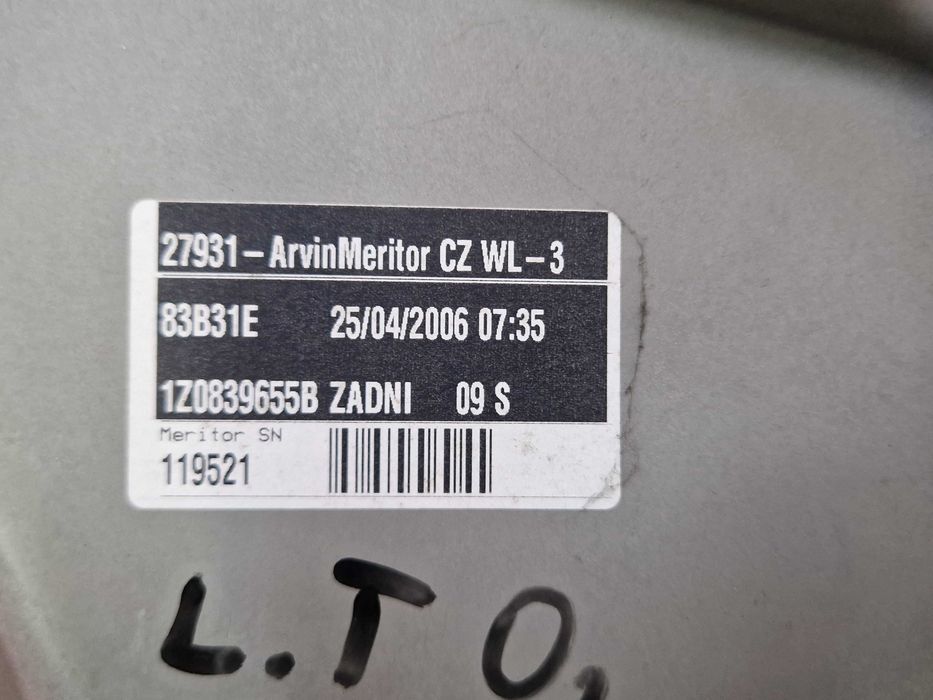 27931-ArvinMeritor CZ WL-3
83B31E 25/04/2006 07:35
1Z0839655B ZADNI 09 S
Meritor SN
119521
L.T O,